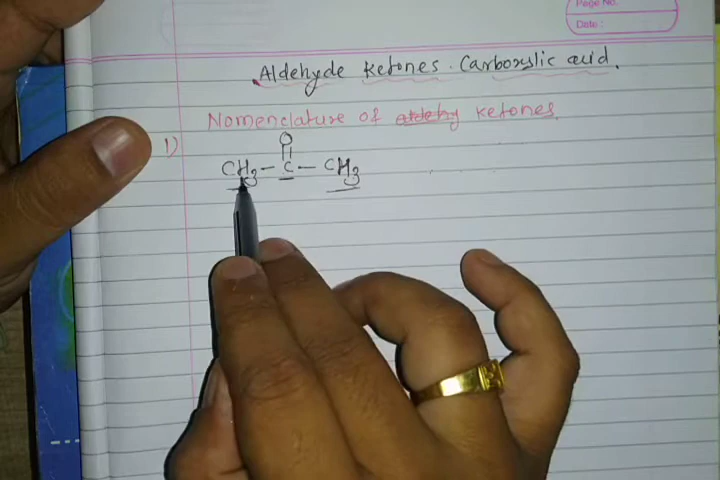 Page No.
Date :
Aldehyde ketones . Carboxylic acid .
Nomenclature of aldehy ketones
O
1) CH3 - C - CH3